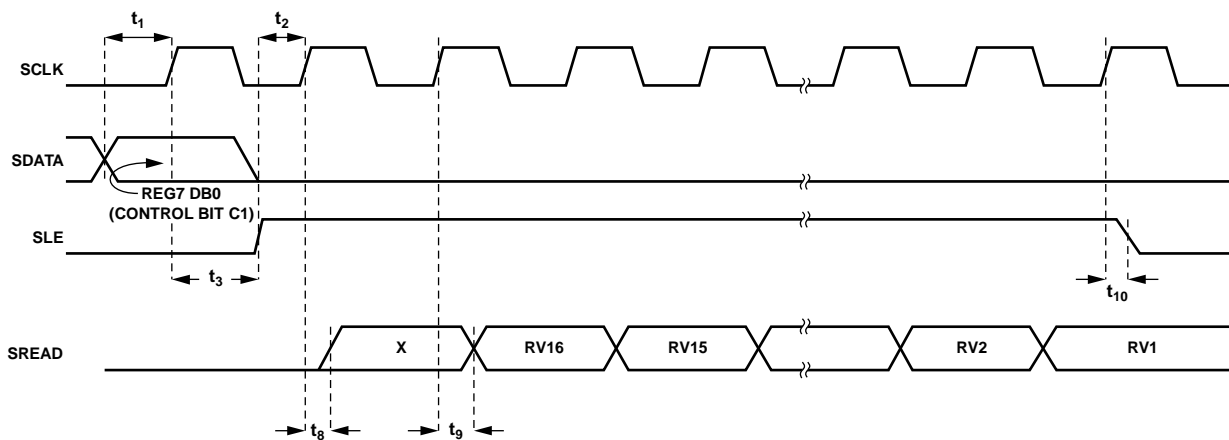 t1
t2
SCLK
SDATA
REG7 DB0
(CONTROL BIT C1)
SLE
t3
t10
SREAD
X
RV16
RV15
RV2
RV1
t8
t9